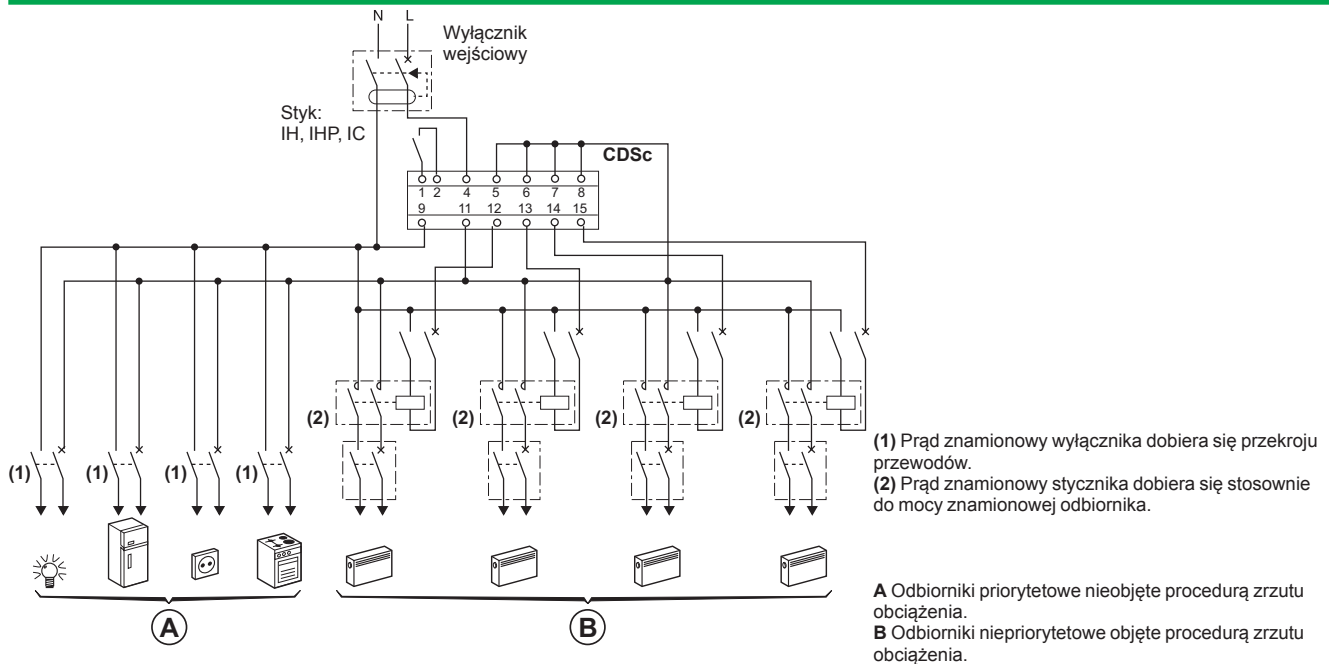 N L
Wyłącznik
wejściowy
Styk:
IH, IHP, IC
CDSc
1 2 4 5 6 7 8
9 11 12 13 14 15
(2) (2) (2) (2)
(1) (1) (1) (1)
(1) Prąd znamionowy wyłącznika dobiera się przekroju
przewodów.
(2) Prąd znamionowy stycznika dobiera się stosownie
do mocy znamionowej odbiornika.
A B
A Odbiorniki priorytetowe nieobjęte procedurą zrzutu
obciążenia.
B Odbiorniki niepriorytetowe objęte procedurą zrzutu
obciążenia.